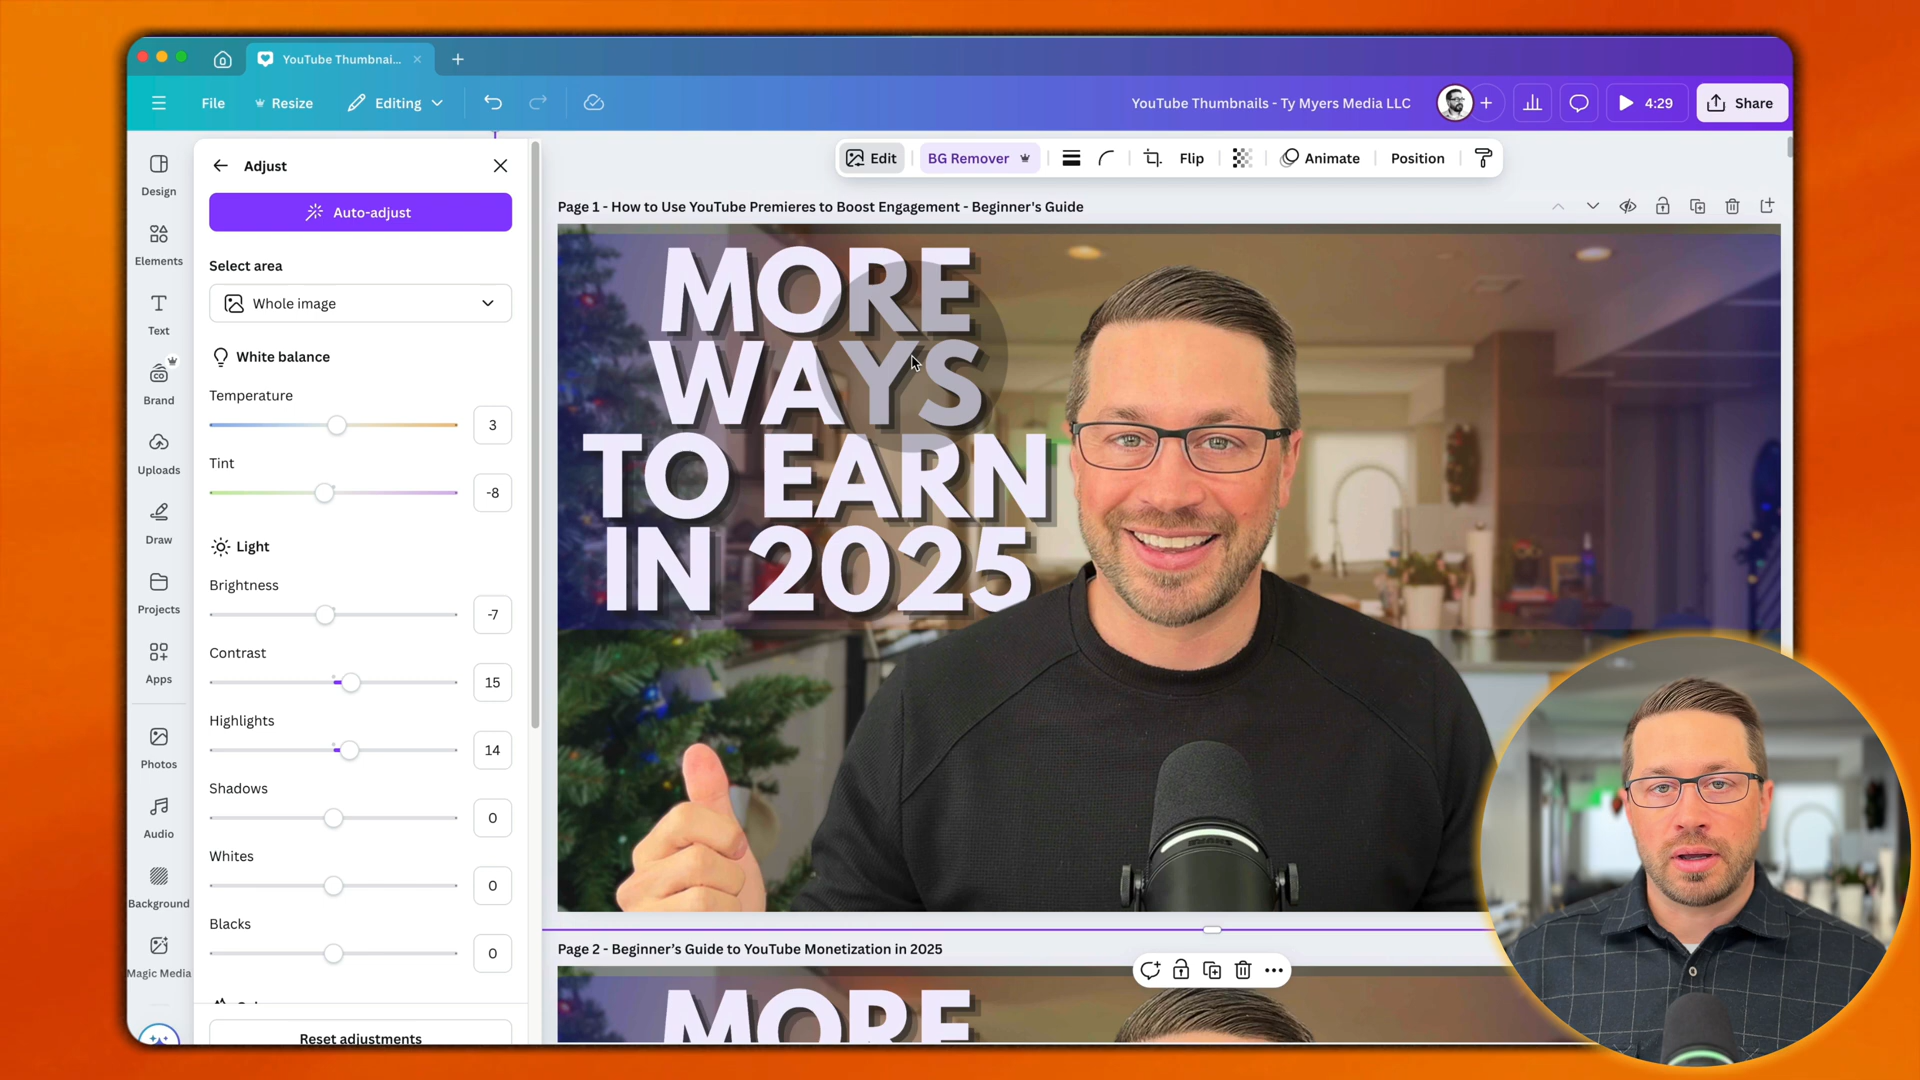 YouTube Thumbnai...
File
Resize
Editing
YouTube Thumbnails - Ty Myers Media LLC
4:29
Share
Design
Elements
Text
Brand
Uploads
Draw
Projects
Apps
Photos
Audio
Background
Magic Media
Adjust
Auto-adjust
Select area
Whole image
White balance
Temperature
3
Tint
-8
Light
Brightness
-7
Contrast
15
Highlights
14
Shadows
0
Whites
0
Blacks
0
Reset adjustments
Edit
BG Remover
Flip
Animate
Position
Page 1 - How to Use YouTube Premieres to Boost Engagement - Beginner's Guide
MORE
WAYS
TO EARN
IN 2025
Page 2 - Beginner’s Guide to YouTube Monetization in 2025
MORE